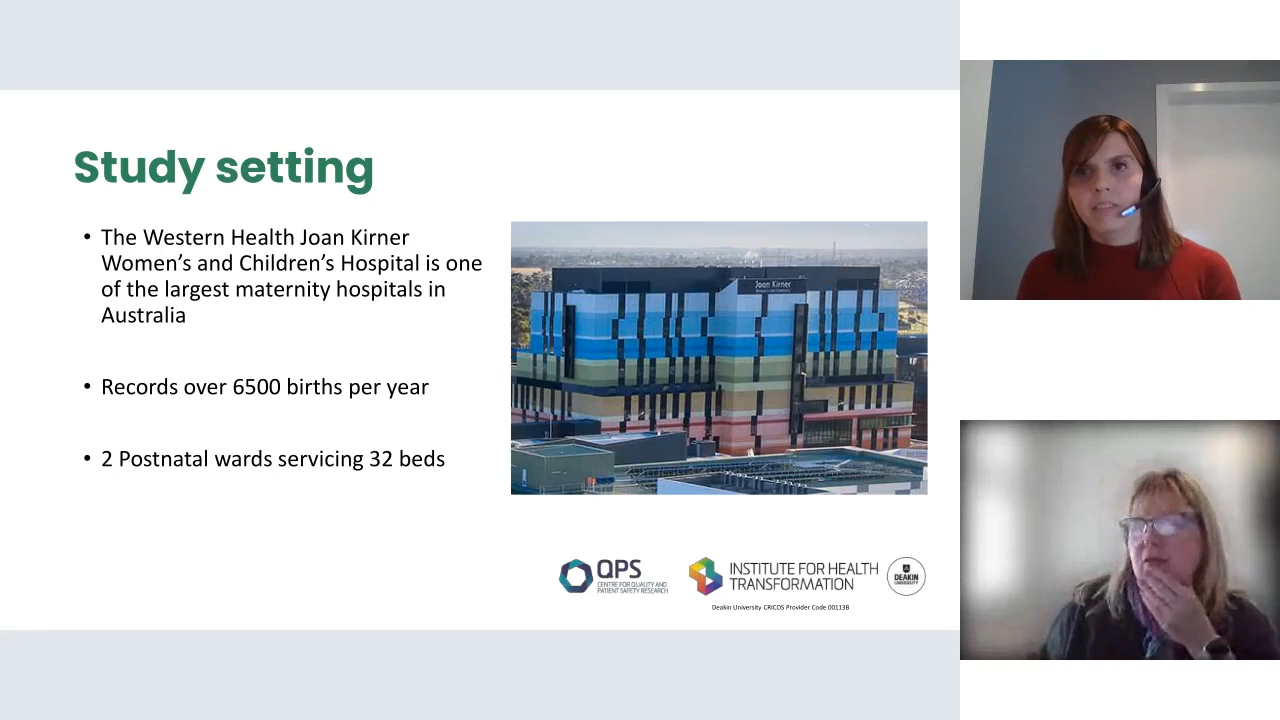 Study setting
• The Western Health Joan Kirner
Women’s and Children’s Hospital is one
of the largest maternity hospitals in
Australia
• Records over 6500 births per year
• 2 Postnatal wards servicing 32 beds
Joan Kirner
QPS
CENTRE FOR QUALITY AND
PATIENT SAFETY RESEARCH
INSTITUTE FOR HEALTH
TRANSFORMATION
DEAKIN
UNIVERSITY
Deakin University CRICOS Provider Code 00113B